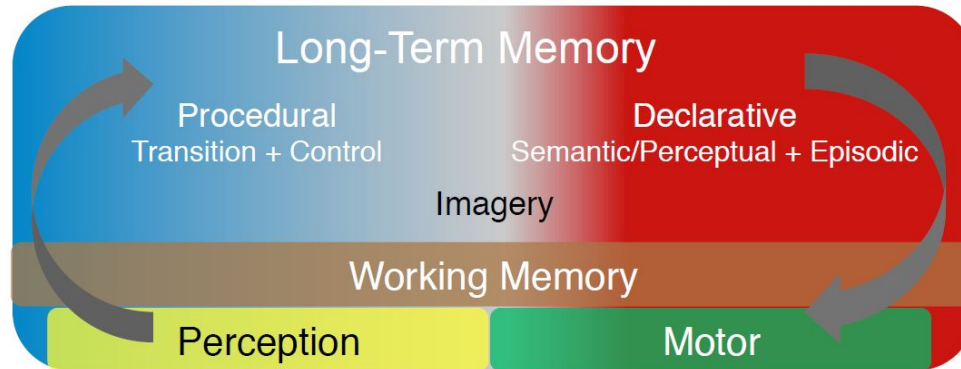 Long-Term Memory
Procedural
Transition + Control
Declarative
Semantic/Perceptual + Episodic
Imagery
Working Memory
Perception
Motor